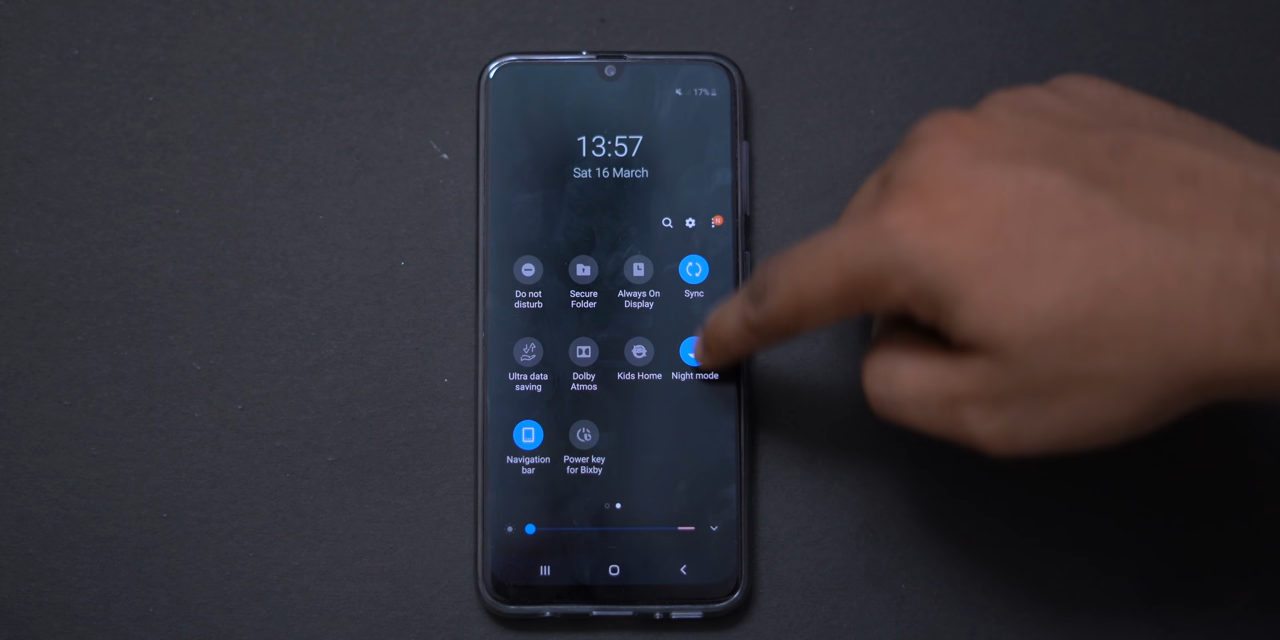 17%
13:57
Sat 16 March
N
Do not
disturb
Secure
Folder
Always On
Display
Sync
Ultra data
saving
Dolby
Atmos
Kids Home
Night mode
Navigation
bar
Power key
for Bixby